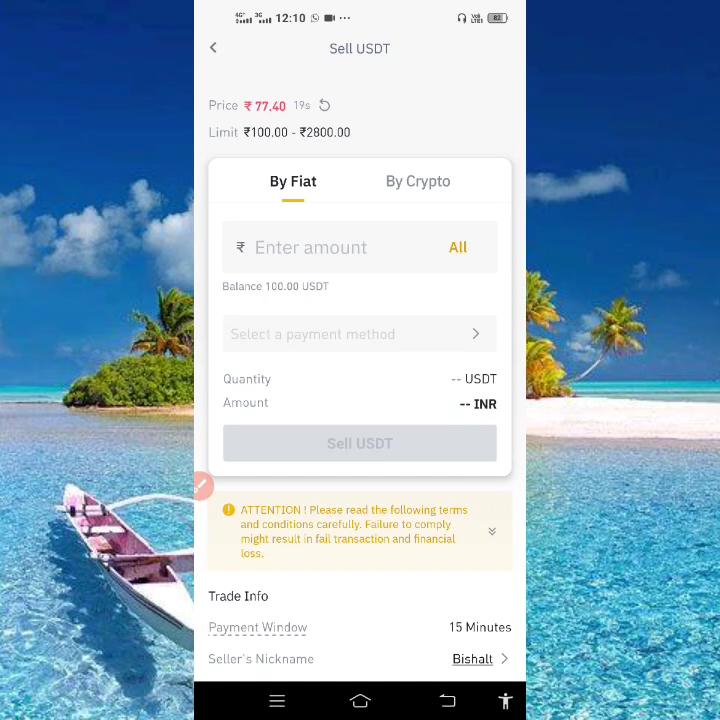 4G+ 3G 12:10 82
Sell USDT
Price ₹ 77.40 19s
Limit ₹100.00 - ₹2800.00
By Fiat By Crypto
₹ Enter amount All
Balance 100.00 USDT
Select a payment method
Quantity -- USDT
Amount -- INR
Sell USDT
ATTENTION ! Please read the following terms
and conditions carefully. Failure to comply
might result in fail transaction and financial
loss.
Trade Info
Payment Window 15 Minutes
Seller's Nickname Bishalt